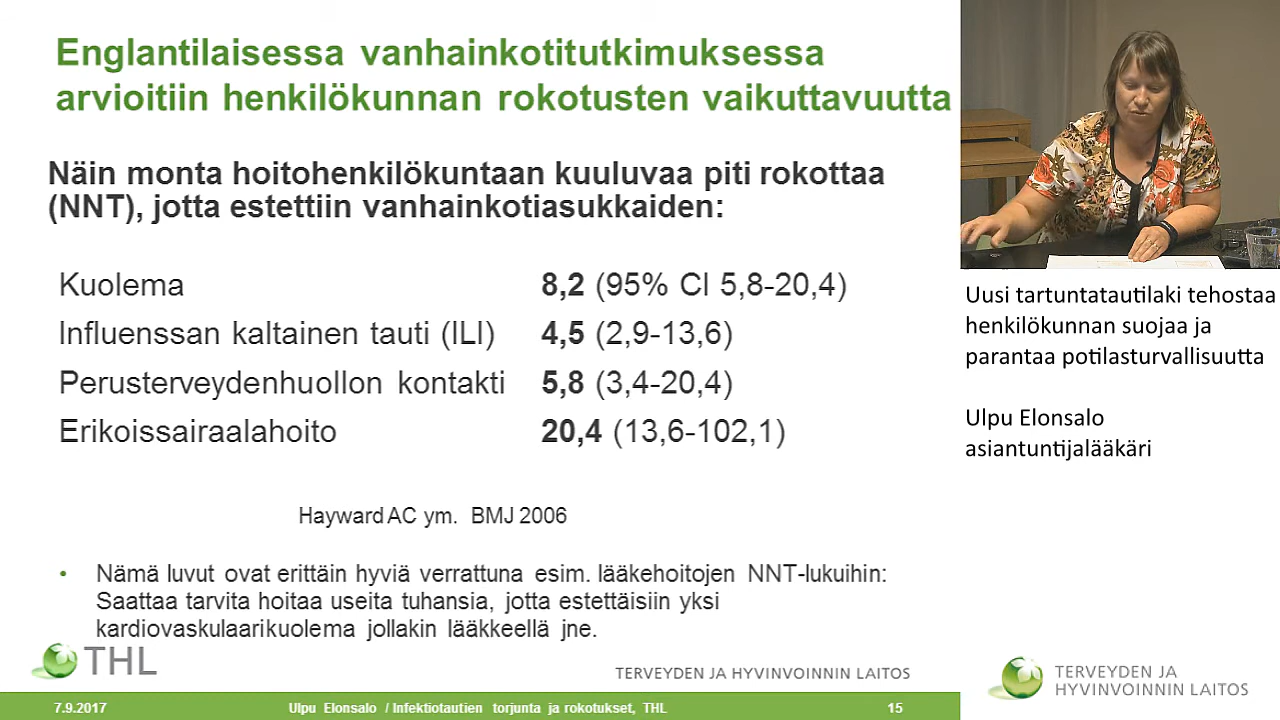 Englantilaisessa vanhainkotitutkimuksessa
arvioitiin henkilökunnan rokotusten vaikuttavuutta
Näin monta hoitohenkilökuntaan kuuluvaa piti rokottaa
(NNT), jotta estettiin vanhainkotiasukkaiden:
Kuolema 8,2 (95% CI 5,8-20,4)
Influenssan kaltainen tauti (ILI) 4,5 (2,9-13,6)
Perusterveydenhuollon kontakti 5,8 (3,4-20,4)
Erikoissairaalahoito 20,4 (13,6-102,1)
Hayward AC ym. BMJ 2006
• Nämä luvut ovat erittäin hyviä verrattuna esim. lääkehoitojen NNT-lukuihin:
Saattaa tarvita hoitaa useita tuhansia, jotta estettäisiin yksi
kardiovaskulaarikuolema jollakin lääkkeellä jne.
THL
TERVEYDEN JA HYVINVOINNIN LAITOS
7.9.2017 Ulpu Elonsalo / Infektiotautien torjunta ja rokotukset, THL 15
Uusi tartuntatautilaki tehostaa
henkilökunnan suojaa ja
parantaa potilasturvallisuutta
Ulpu Elonsalo
asiantuntijalääkäri
TERVEYDEN JA
HYVINVOINNIN LAITOS